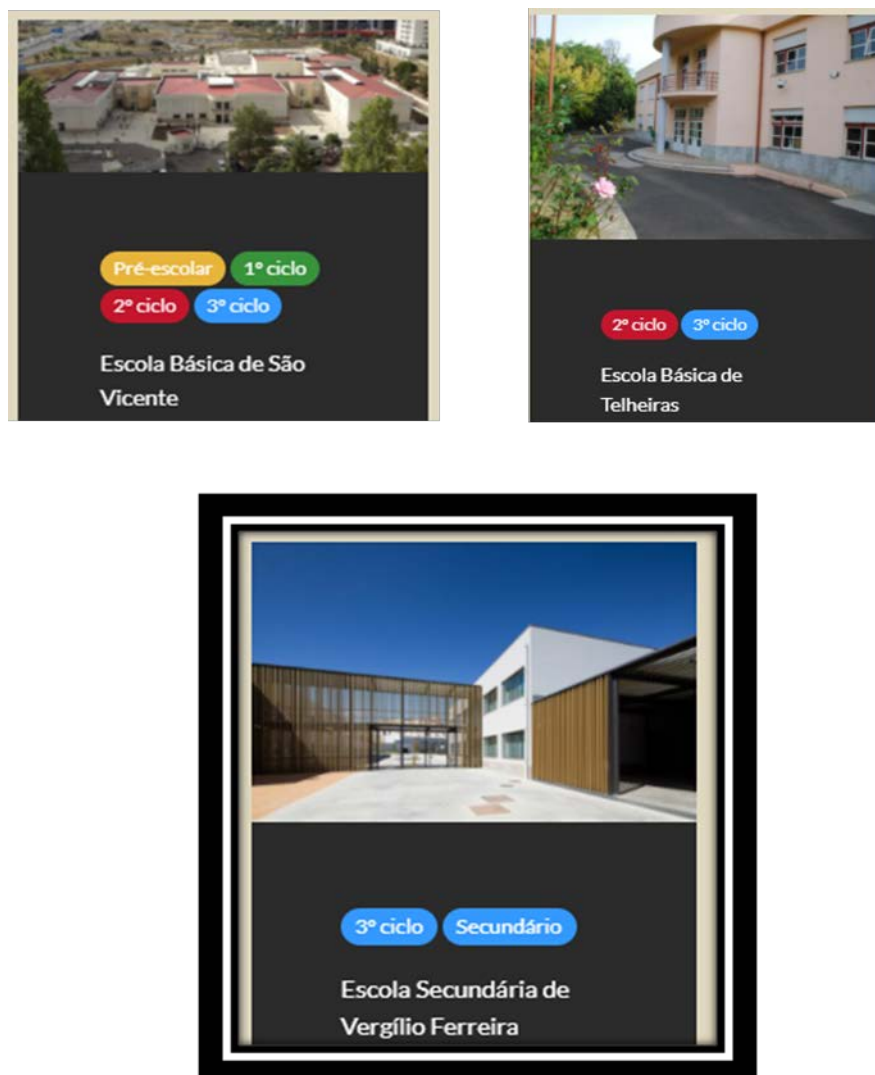 Pré-escolar 1º ciclo
2º ciclo 3º ciclo
Escola Básica de São
Vicente
2º ciclo 3º ciclo
Escola Básica de
Telheiras
3º ciclo Secundário
Escola Secundária de
Vergílio Ferreira